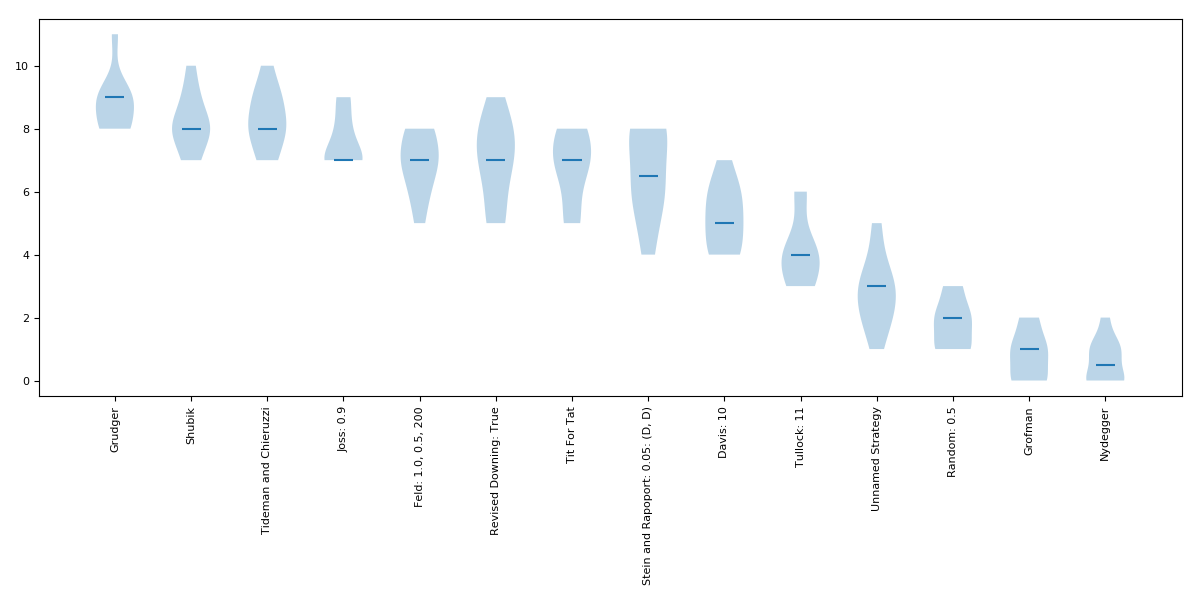 10
8
6
4
2
0
Grudger
Shubik
Tideman and Chieruzzi
Joss: 0.9
Feld: 1.0, 0.5, 200
Revised Downing: True
Tit For Tat
Stein and Rapoport: 0.05: (D, D)
Davis: 10
Tullock: 11
Unnamed Strategy
Random: 0.5
Grofman
Nydegger